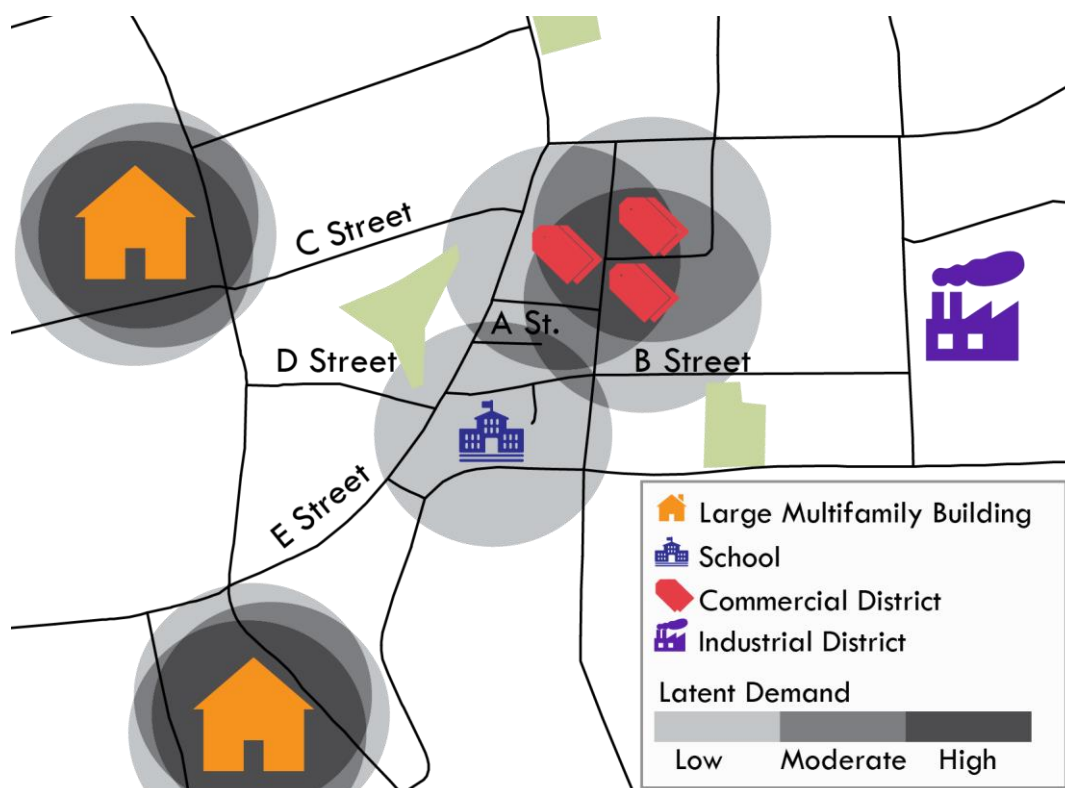 C Street
A St.
D Street
B Street
E Street
Large Multifamily Building
School
Commercial District
Industrial District
Latent Demand
Low Moderate High